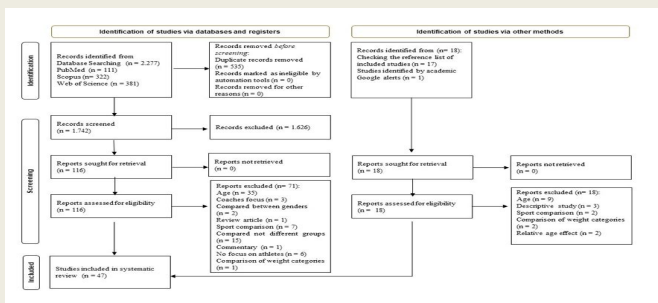 Identification of studies via databases and registers
Identification of studies via other methods
Identification
Records identified from
Database Searching (n = 2.277)
PubMed (n = 111)
Scopus (n= 322)
Web of Science (n = 381)
Records removed before
screening:
Duplicate records removed
(n = 535)
Records marked as ineligible by
automation tools (n = 0)
Records removed for other
reasons (n = 0)
Records identified from (n= 18):
Checking the reference list of
included studies (n = 17)
Studies identified by academic
Google alerts (n = 1)
Screening
Records screened
(n = 1.742)
Records excluded (n = 1.626)
Reports sought for retrieval
(n = 116)
Reports not retrieved
(n = 0)
Reports sought for retrieval
(n = 18)
Reports not retrieved
(n = 0)
Reports assessed for eligibility
(n = 116)
Reports excluded (n= 71):
Age (n = 35)
Coaches focus (n = 3)
Compared between genders
(n = 2)
Review article (n = 1)
Sport comparison (n = 7)
Compared not different groups
(n = 15)
Commentary (n = 1)
No focus on athletes (n = 6)
Comparison of weight categories
(n = 1)
Reports assessed for eligibility
(n = 18)
Reports excluded (n= 18):
Age (n = 9)
Descriptive study (n = 3)
Sport comparison (n = 2)
Comparison of weight categories
(n = 2)
Relative age effect (n = 2)
Included
Studies included in systematic
review (n = 47)